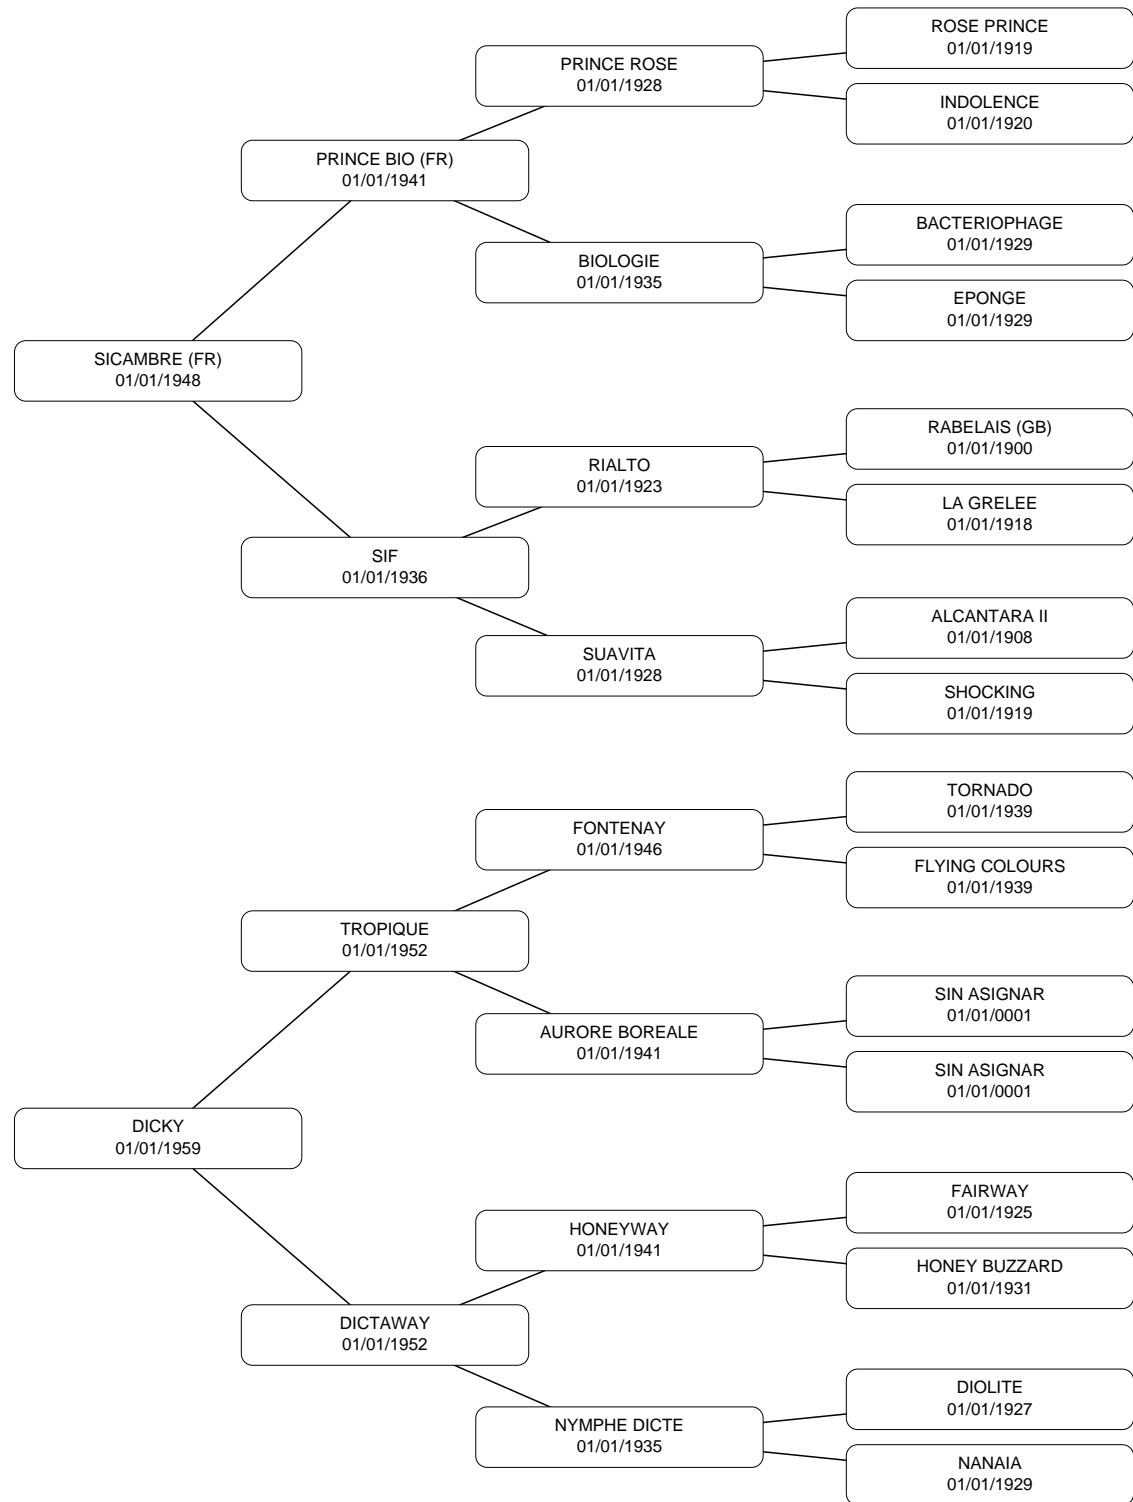 ROSE PRINCE
01/01/1919
PRINCE ROSE
01/01/1928
INDOLENCE
01/01/1920
PRINCE BIO (FR)
01/01/1941
BACTERIOPHAGE
01/01/1929
BIOLOGIE
01/01/1935
EPONGE
01/01/1929
SICAMBRE (FR)
01/01/1948
RABELAIS (GB)
01/01/1900
RIALTO
01/01/1923
LA GRELEE
01/01/1918
SIF
01/01/1936
ALCANTARA II
01/01/1908
SUAVITA
01/01/1928
SHOCKING
01/01/1919
TORNADO
01/01/1939
FONTENAY
01/01/1946
FLYING COLOURS
01/01/1939
TROPIQUE
01/01/1952
SIN ASIGNAR
01/01/0001
AURORE BOREALE
01/01/1941
SIN ASIGNAR
01/01/0001
DICKY
01/01/1959
FAIRWAY
01/01/1925
HONEYWAY
01/01/1941
HONEY BUZZARD
01/01/1931
DICTAWAY
01/01/1952
DIOLITE
01/01/1927
NYMPHE DICTE
01/01/1935
NANAIA
01/01/1929